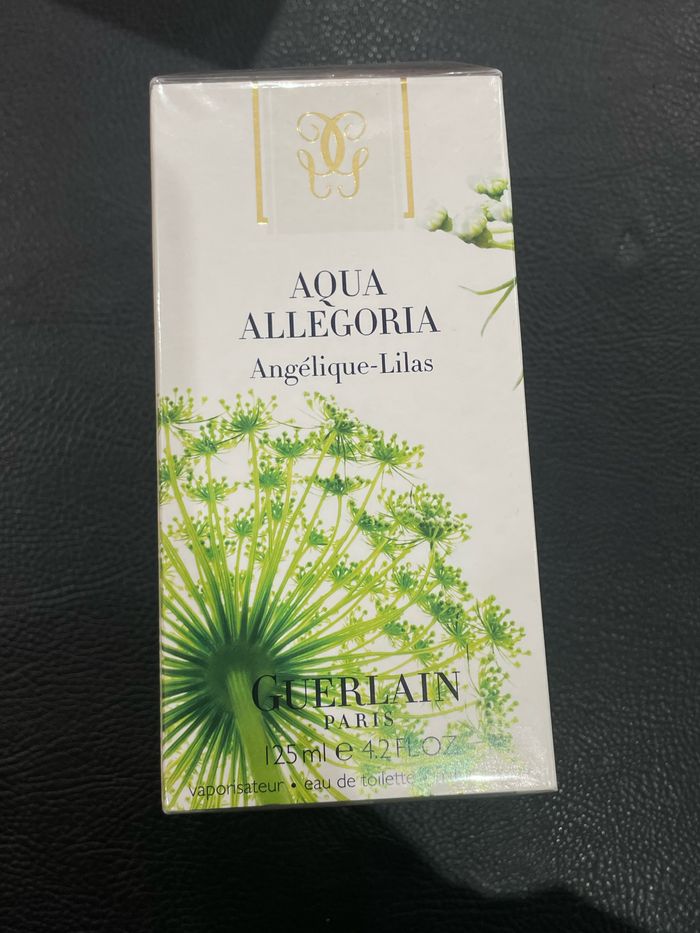 AQUA
ALLEGORIA
Angélique-Lilas
GUERLAIN
PARIS
125 ml e 4.2 FL.OZ
vaporisateur • eau de toilette